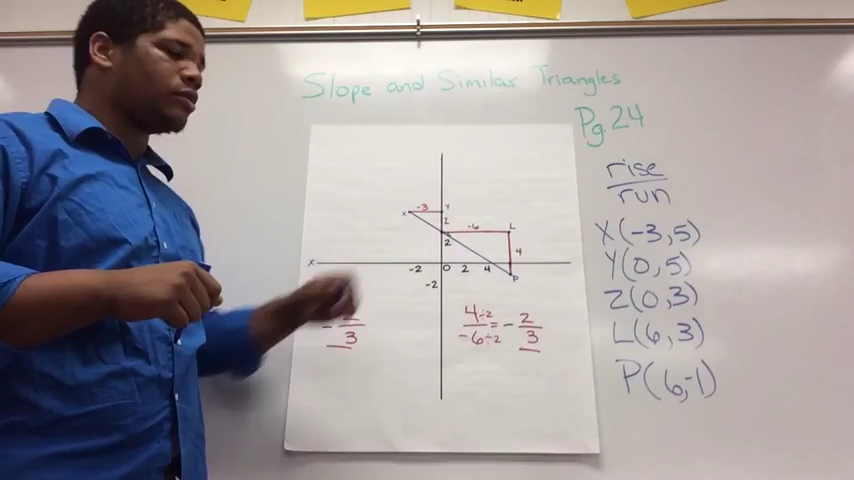 Slope and Similar Triangles
Pg. 24
rise
run
X(-3,5)
Y(0,5)
Z(0,3)
L(6,3)
P(6,-1)
-3
Y
X
2
-6
L
2
4
X
-2
0
2
4
P
-2
-
3
4÷2
-6÷2
=
- 2
3